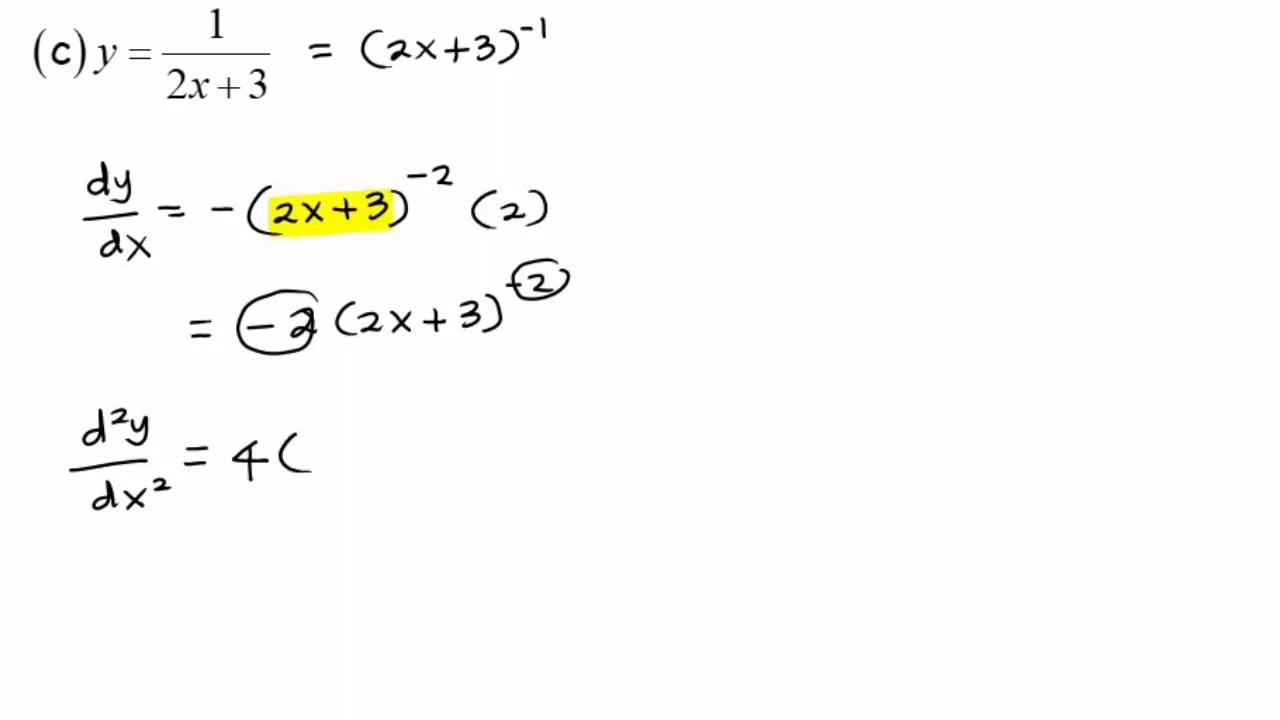 (c) y = 1/(2x + 3) = (2x+3)⁻¹
dy/dx = -(2x+3)⁻² (2)
= -2 (2x+3)⁻²
d²y/dx² = 4(